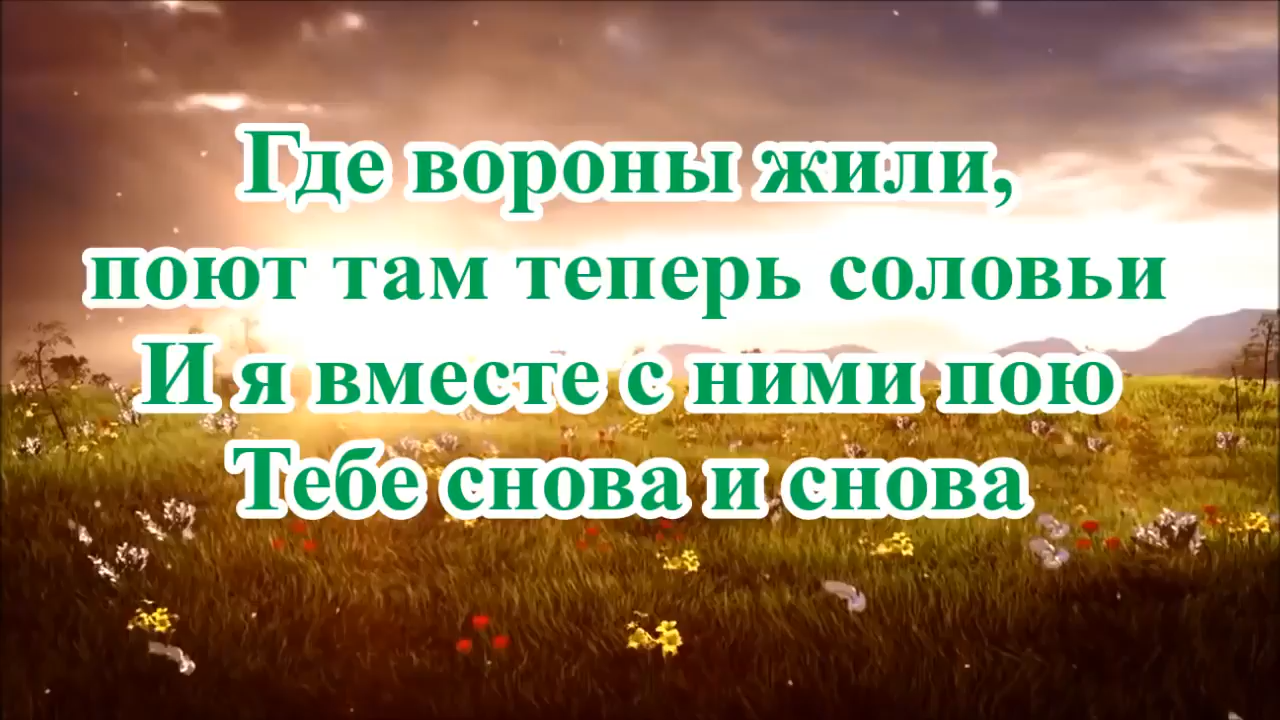 Где вороны жили,
поют там теперь соловьи
И я вместе с ними пою
Тебе снова и снова